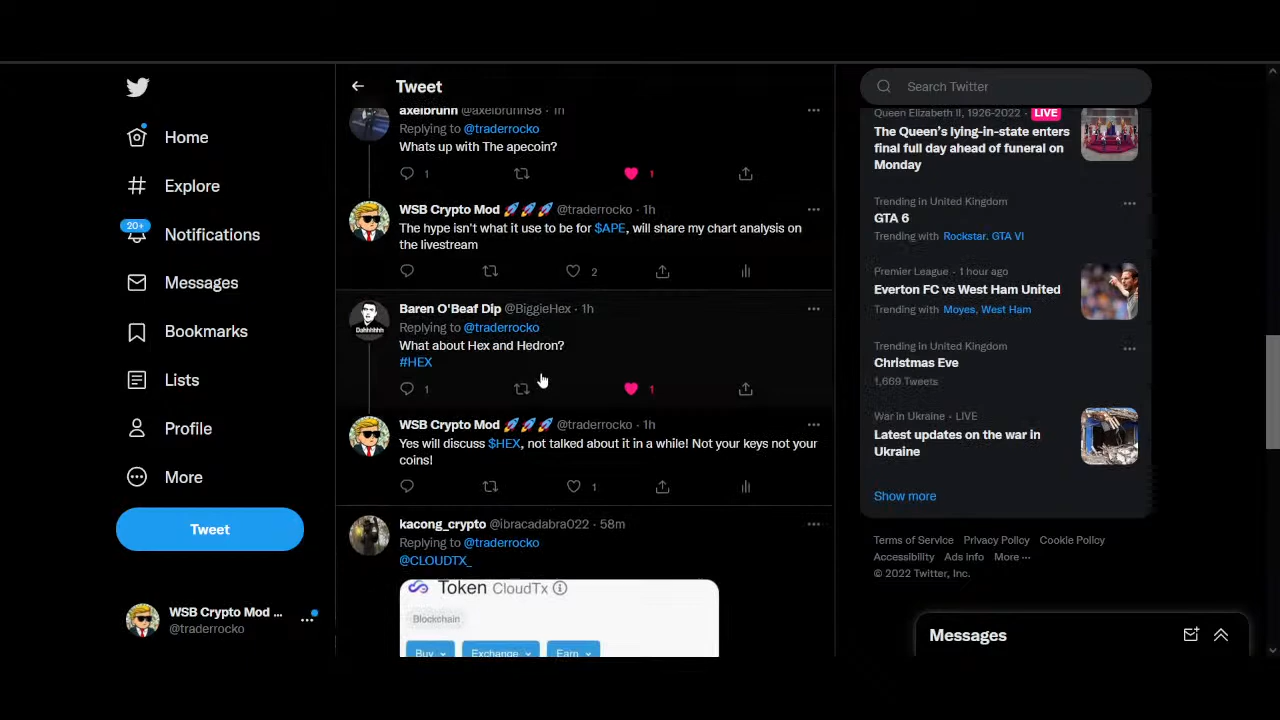 Home
Explore
20+
Notifications
Messages
Bookmarks
Lists
Profile
More
Tweet
WSB Crypto Mod ...
@traderrocko
Tweet
axelbrunn @axelbrunn98 · 1h
Replying to @traderrocko
Whats up with The apecoin?
1
1
WSB Crypto Mod 🚀🚀🚀 @traderrocko · 1h
The hype isn't what it use to be for $APE, will share my chart analysis on
the livestream
2
Baren O'Beaf Dip @BiggieHex · 1h
Dahhhhhh
Replying to @traderrocko
What about Hex and Hedron?
#HEX
1
1
WSB Crypto Mod 🚀🚀🚀 @traderrocko · 1h
Yes will discuss $HEX, not talked about it in a while! Not your keys not your
coins!
1
kacong_crypto @ibracadabra022 · 58m
Replying to @traderrocko
@CLOUDTX_
Token CloudTx
Blockchain
Buy
Exchange
Earn
Search Twitter
Queen Elizabeth II, 1926-2022 · LIVE
The Queen's lying-in-state enters
final full day ahead of funeral on
Monday
Trending in United Kingdom
GTA 6
Trending with Rockstar, GTA VI
Premier League · 1 hour ago
Everton FC vs West Ham United
Trending with Moyes, West Ham
Trending in United Kingdom
Christmas Eve
1,669 Tweets
War in Ukraine · LIVE
Latest updates on the war in
Ukraine
Show more
Terms of Service Privacy Policy Cookie Policy
Accessibility Ads info More ···
© 2022 Twitter, Inc.
Messages